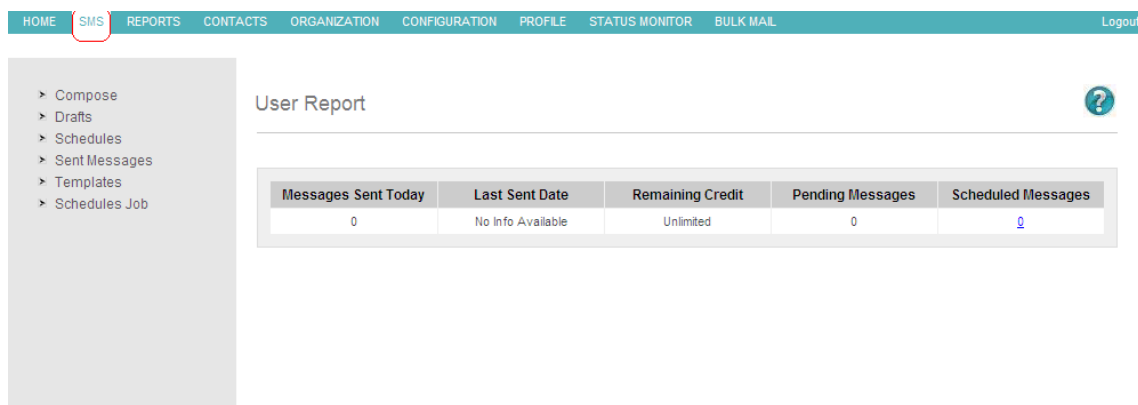 HOME SMS REPORTS CONTACTS ORGANIZATION CONFIGURATION PROFILE STATUS MONITOR BULK MAIL Logout
Compose
Drafts
Schedules
Sent Messages
Templates
Schedules Job
User Report
?
Messages Sent Today Last Sent Date Remaining Credit Pending Messages Scheduled Messages
0 No Info Available Unlimited 0 0